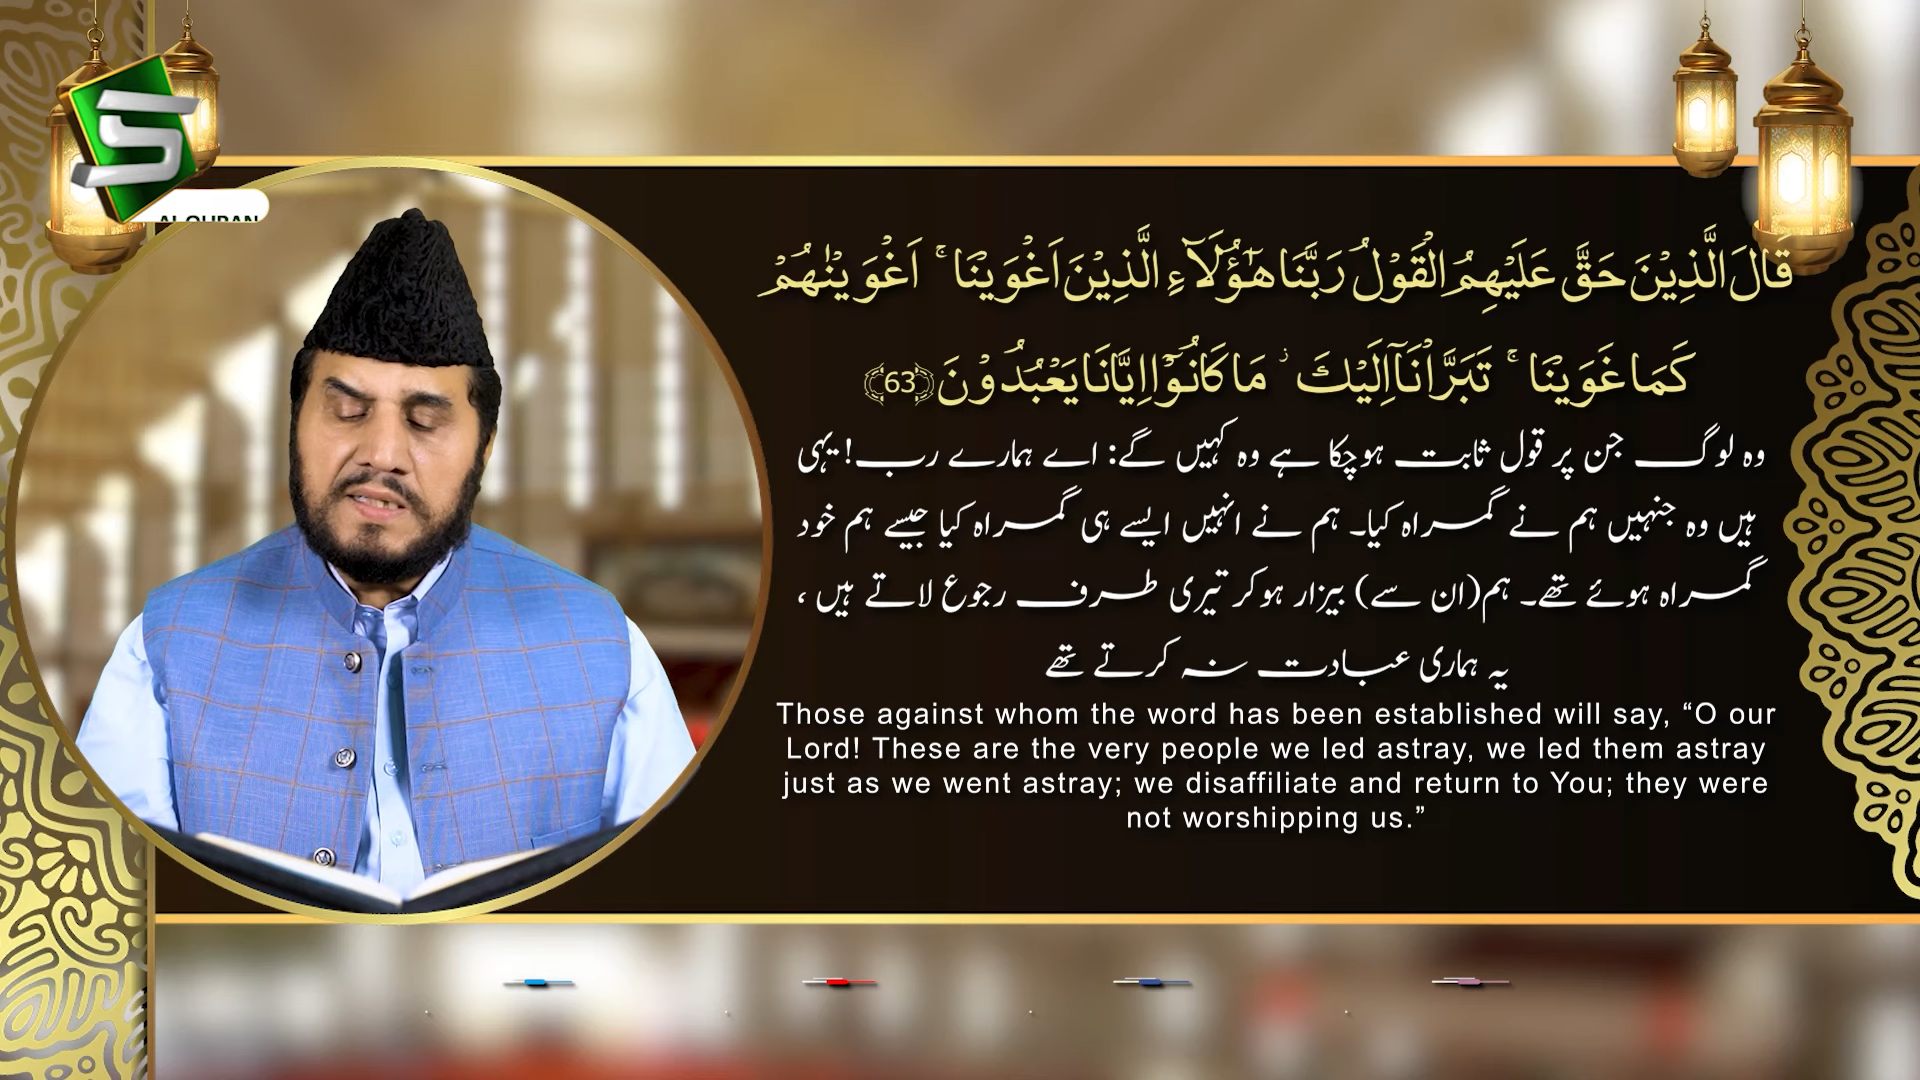 قَالَ الَّذِیْنَ حَقَّ عَلَیْهِمُ الْقَوْلُ رَبَّنَا هٰۤؤُلَآءِ الَّذِیْنَ اَغْوَیْنَا ۚ اَغْوَیْنٰهُمْ
كَمَا غَوَیْنَا ۚ تَبَرَّاْنَاۤ اِلَیْكَ ؗ مَا كَانُوْۤا اِیَّانَا یَعْبُدُوْنَ ﴿63﴾
وہ لوگ جن پر قول ثابت ہوچکا ہے وہ کہیں گے: اے ہمارے رب! یہی
ہیں وہ جنہیں ہم نے گمراہ کیا۔ ہم نے انہیں ایسے ہی گمراہ کیا جیسے ہم خود
گمراہ ہوئے تھے۔ ہم (ان سے) بیزار ہوکر تیری طرف رجوع لاتے ہیں ،
یہ ہماری عبادت نہ کرتے تھے
Those against whom the word has been established will say, “O our
Lord! These are the very people we led astray, we led them astray
just as we went astray; we disaffiliate and return to You; they were
not worshipping us.”